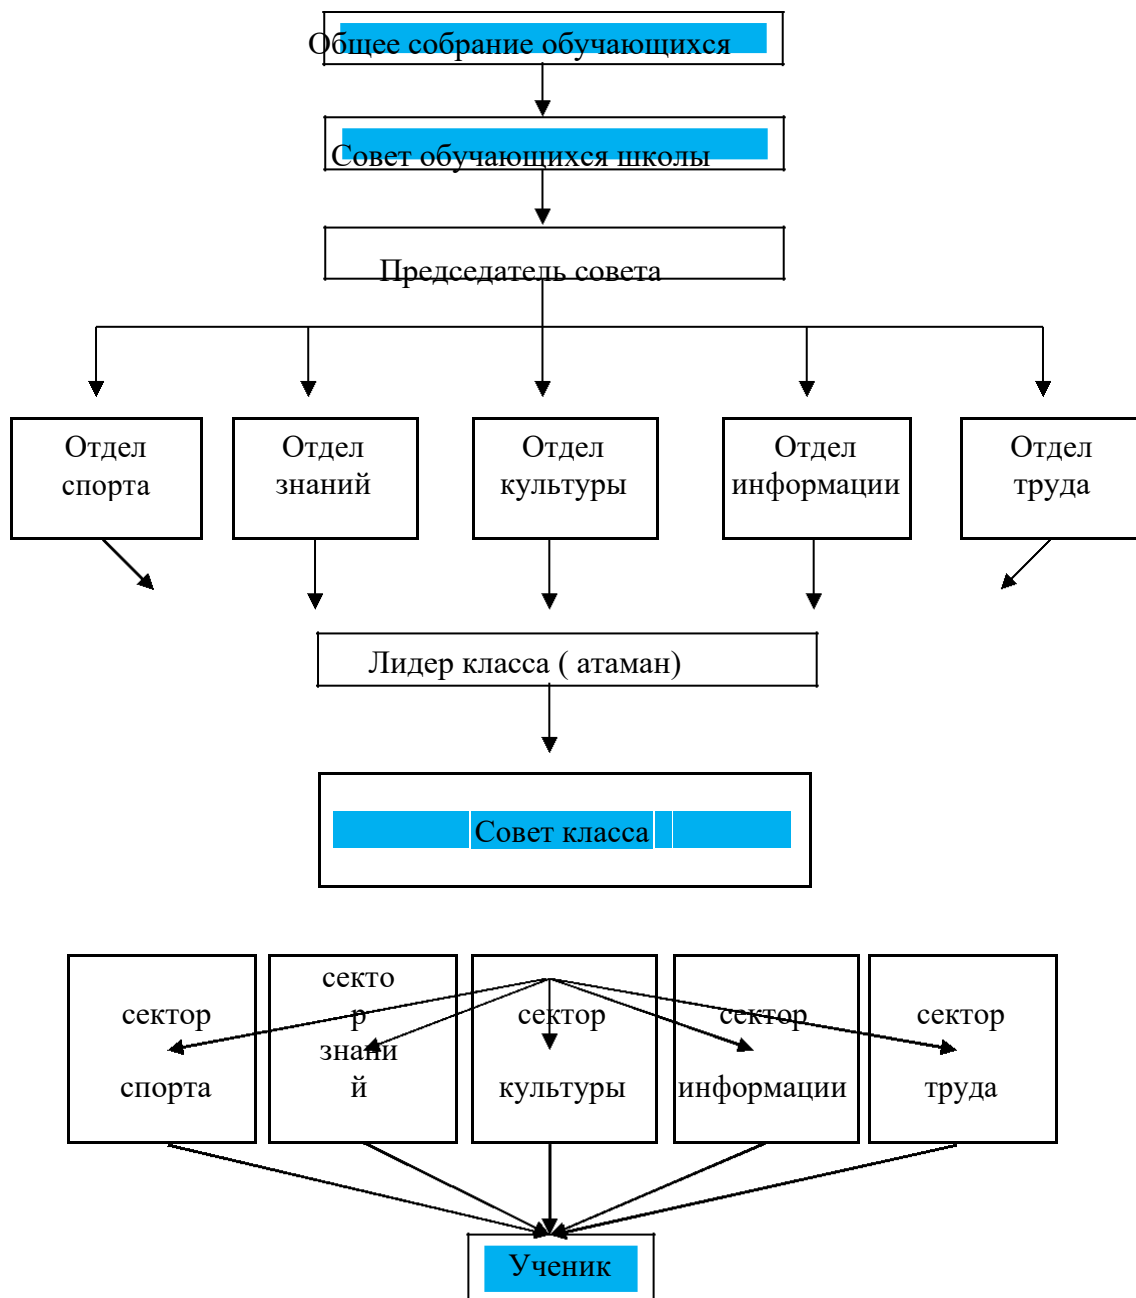 Общее собрание обучающихся
Совет обучающихся школы
Председатель совета
Отдел
спорта
Отдел
знаний
Отдел
культуры
Отдел
информации
Отдел
труда
Лидер класса ( атаман)
Совет класса
сектор
спорта
секто
р
знани
й
сектор
культуры
сектор
информации
сектор
труда
Ученик